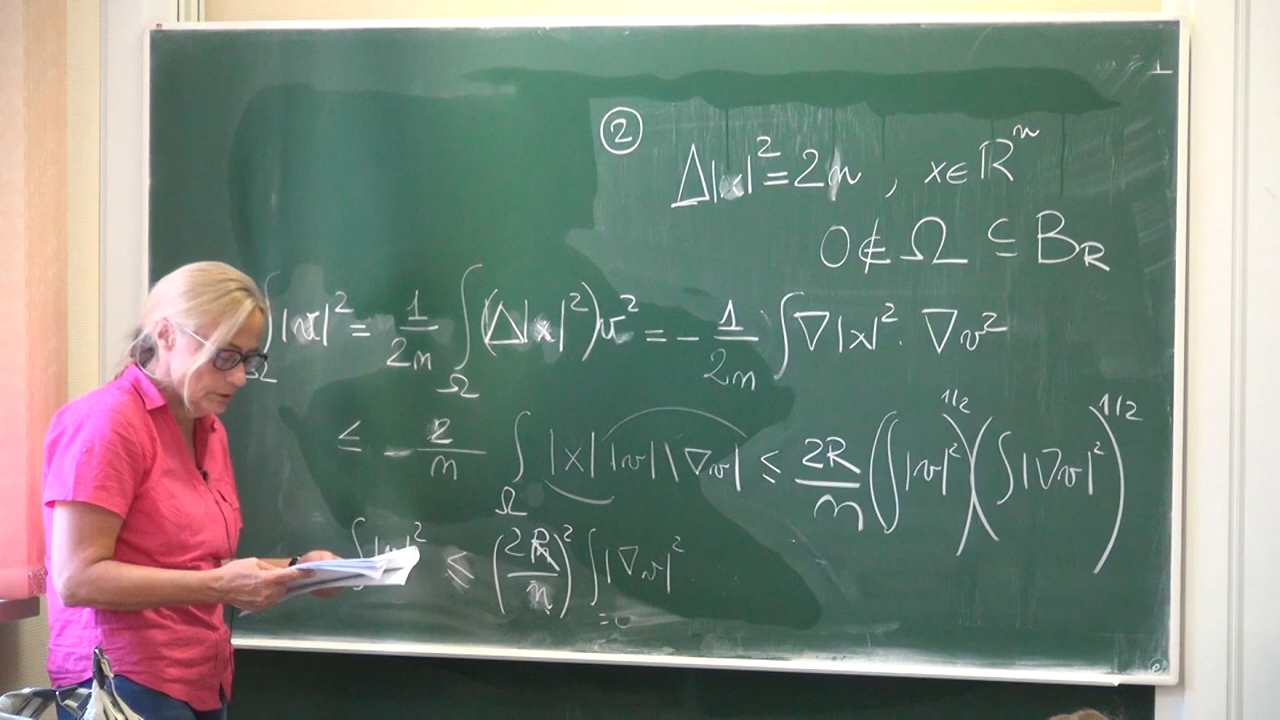 ②
Δ|x|² = 2n , x∈ℝⁿ
0∉Ω ⊆ B_R
∫_Ω |v|² = 1/2n ∫_Ω (Δ|x|²)v² = - 1/2n ∫∇|x|² · ∇v²
≤ - 2/n ∫_Ω |x| |v| |∇v| ≤ 2R/n (∫|v|²)^{1/2} (∫|∇v|²)^{1/2}
∫|v|² ≤ (2R/n)² ∫|∇v|²
=0